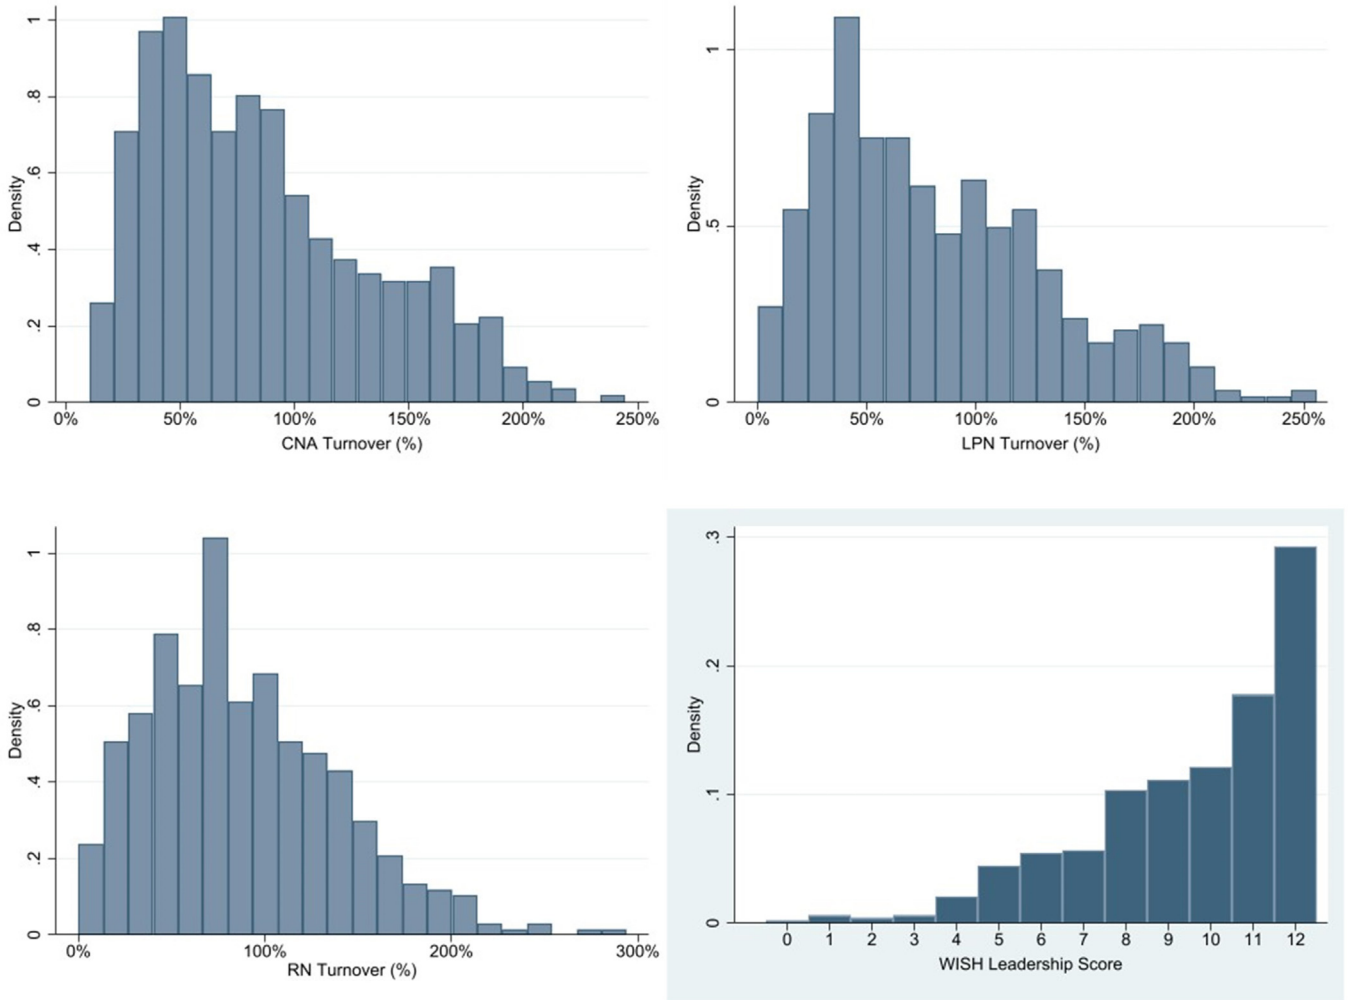 Density
1
.8
.6
.4
.2
0
0% 50% 100% 150% 200% 250%
CNA Turnover (%)
Density
1
.5
0
0% 50% 100% 150% 200% 250%
LPN Turnover (%)
Density
1
.8
.6
.4
.2
0
0% 100% 200% 300%
RN Turnover (%)
Density
.3
.2
.1
0
0 1 2 3 4 5 6 7 8 9 10 11 12
WISH Leadership Score